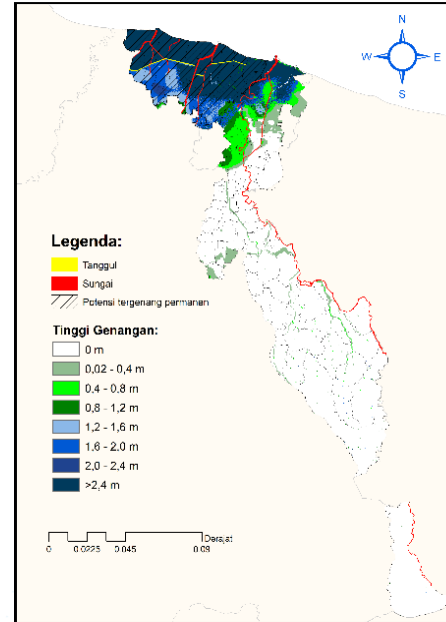 N
W E
S
Legenda:
Tanggul
Sungai
Potensi tergenang permanen
Tinggi Genangan:
0 m
0,02 - 0,4 m
0.4 - 0.8 m
0,8 - 1,2 m
1,2 - 1,6 m
1.6 - 2.0 m
2,0 - 2,4 m
>2,4 m
Derajat
0 0.0225 0.045 0.09